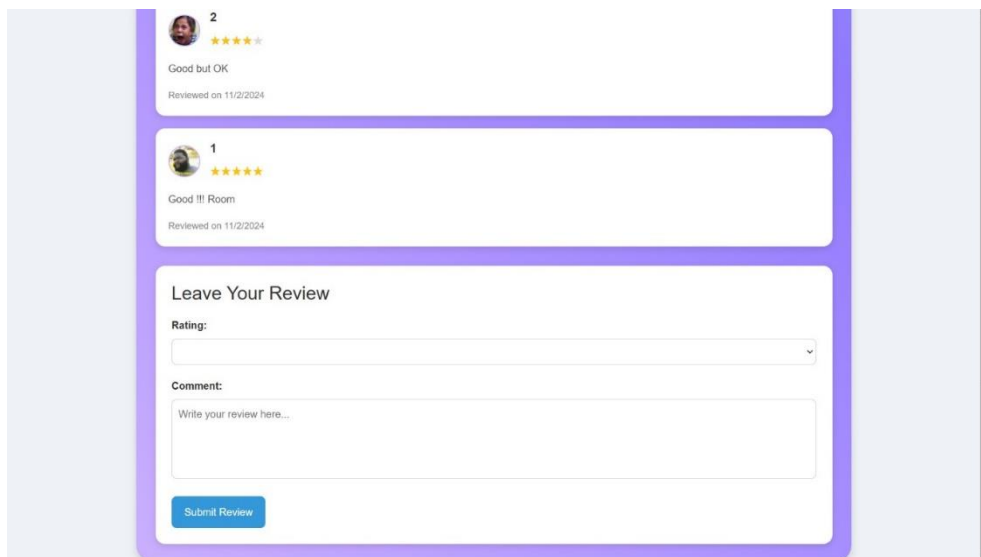 2
Good but OK
Reviewed on 11/2/2024
1
Good !!! Room
Reviewed on 11/2/2024
Leave Your Review
Rating:
Comment:
Write your review here...
Submit Review